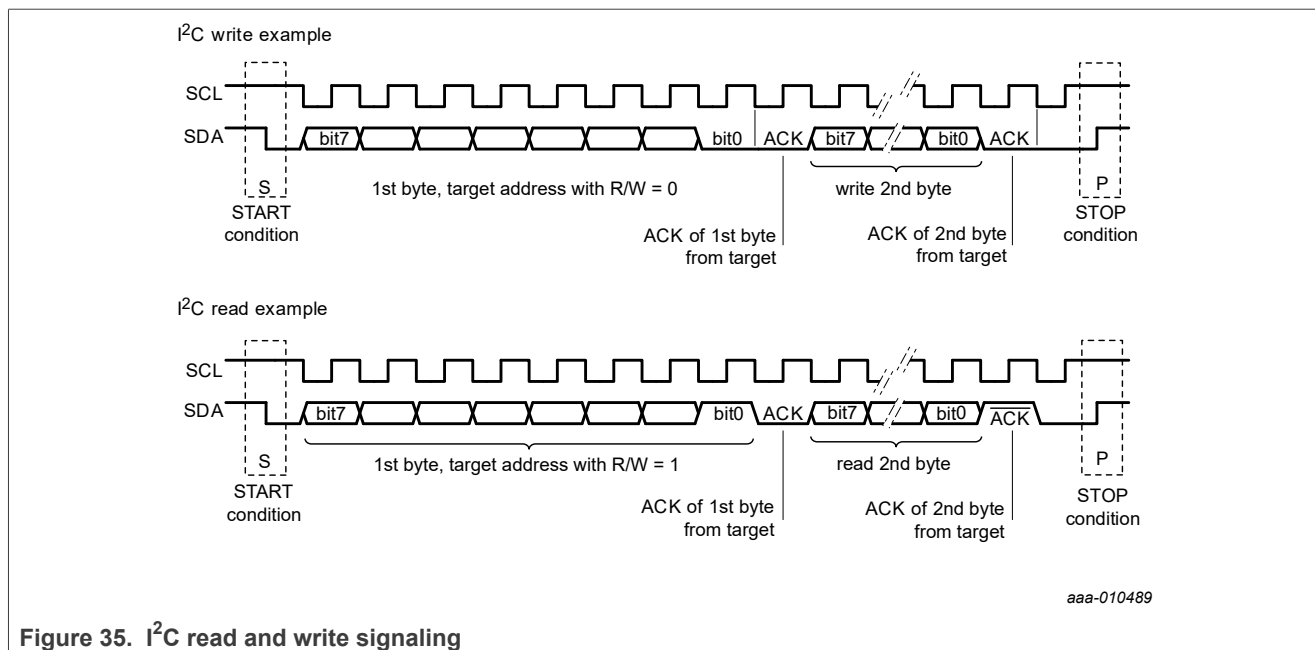 I²C write example
SCL
SDA bit7 bit0 ACK bit7 bit0 ACK
S 1st byte, target address with R/W = 0 write 2nd byte P
START condition
ACK of 1st byte from target
ACK of 2nd byte from target
STOP condition
I²C read example
SCL
SDA bit7 bit0 ACK bit7 bit0 ACK
S 1st byte, target address with R/W = 1 read 2nd byte P
START condition
ACK of 1st byte from target
ACK of 2nd byte from target
STOP condition
aaa-010489
Figure 35. I²C read and write signaling